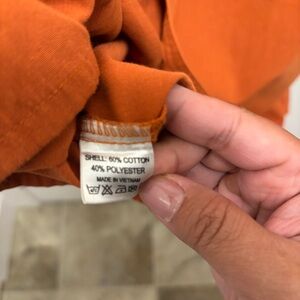 SHELL: 60% COTTON
40% POLYESTER
MADE IN VIETNAM